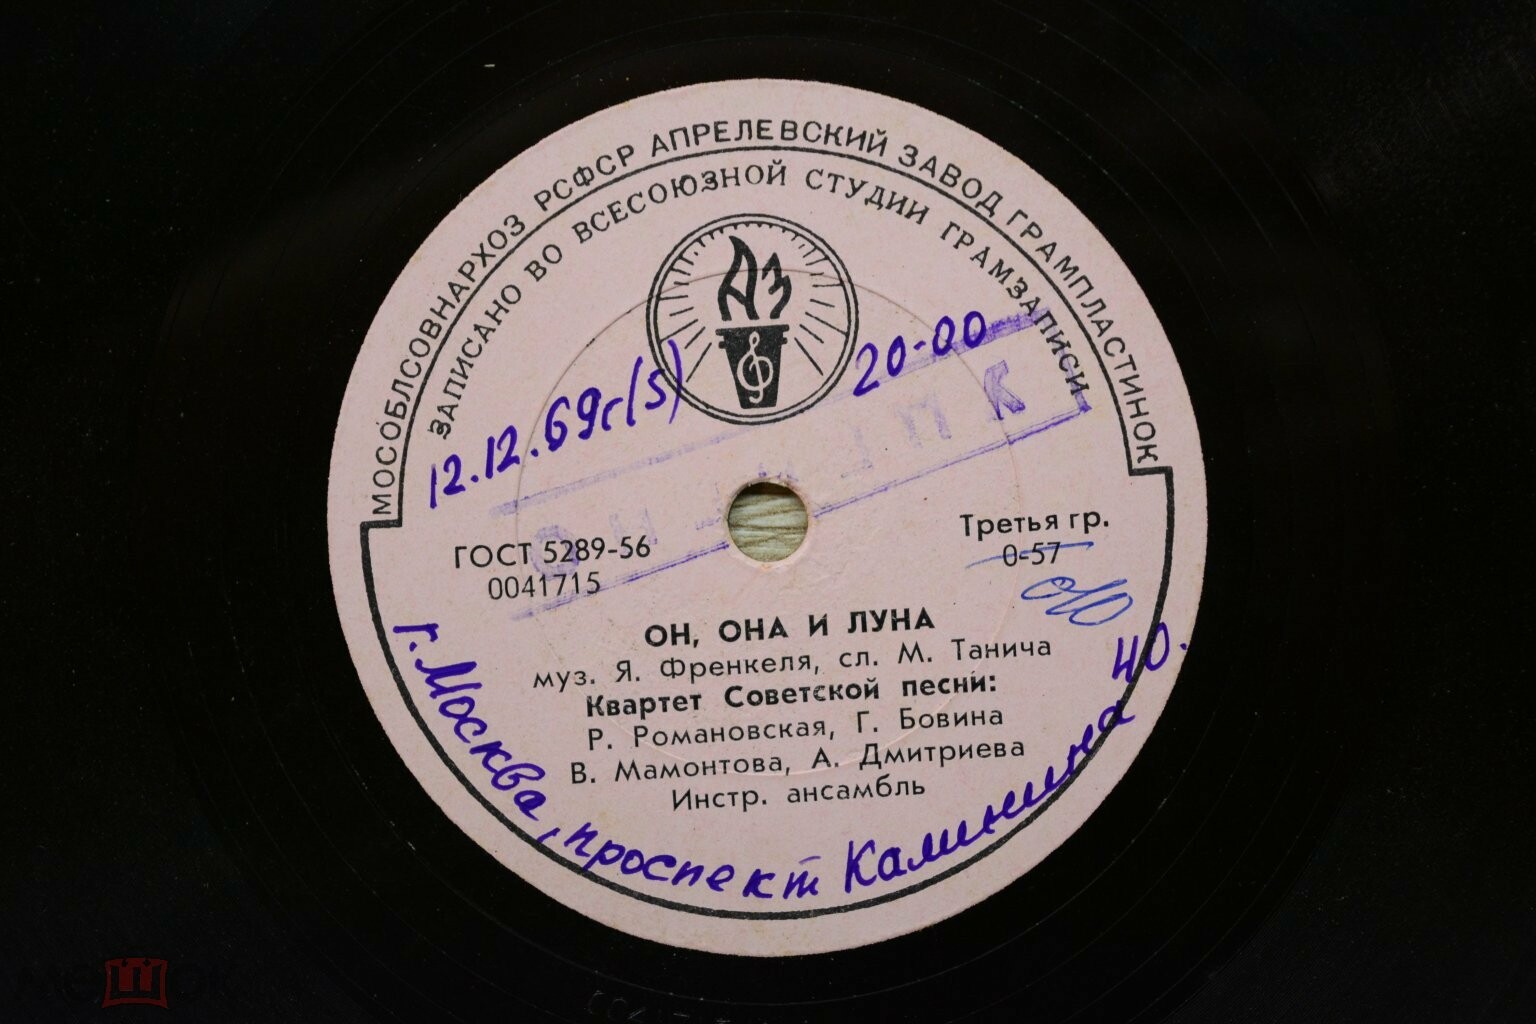 МОСОБЛСОВНАРХОЗ РСФСР АПРЕЛЕВСКИЙ ЗАВОД ГРАМПЛАСТИНОК
ЗАПИСАНО ВО ВСЕСОЮЗНОЙ СТУДИИ ГРАМЗАПИСИ
АЗ
12.12.69г(5) 20-00
ГОСТ 5289-56
0041715
Третья гр.
0-57
ОН, ОНА И ЛУНА
муз. Я. Френкеля, сл. М. Танича
Квартет Советской песни:
Р. Романовская, Г. Бовина
В. Мамонтова, А. Дмитриева
Инстр. ансамбль
г. Москва, проспект Калинина 40.
мешок